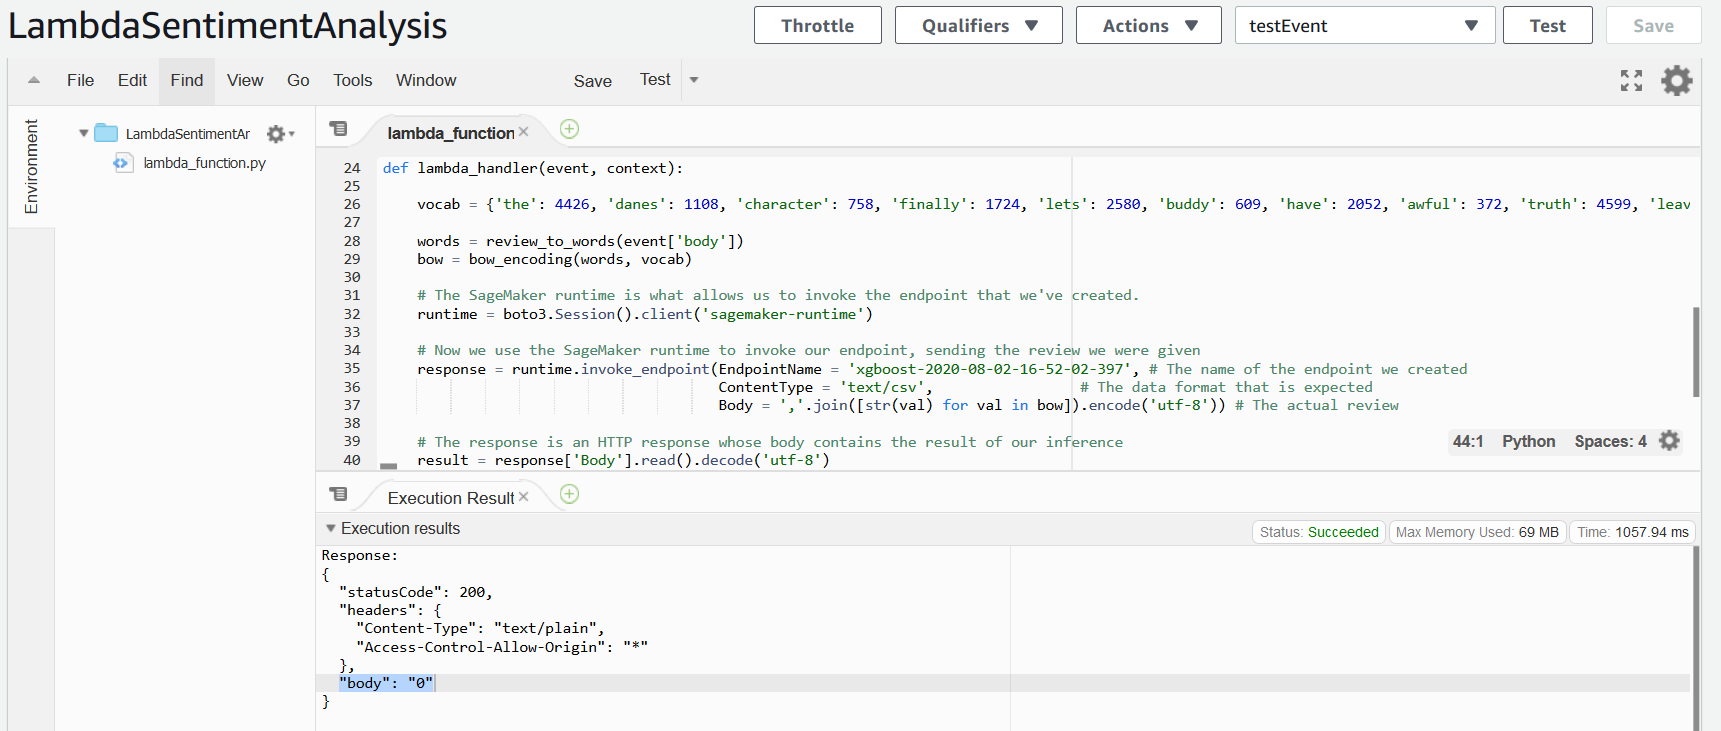 LambdaSentimentAnalysis
Throttle Qualifiers Actions testEvent Test Save
File Edit Find View Go Tools Window Save Test
Environment
LambdaSentimentAr
lambda_function.py
lambda_function
24 def lambda_handler(event, context):
25
26 vocab = {'the': 4426, 'danes': 1108, 'character': 758, 'finally': 1724, 'lets': 2580, 'buddy': 609, 'have': 2052, 'awful': 372, 'truth': 4599, 'leav
27
28 words = review_to_words(event['body'])
29 bow = bow_encoding(words, vocab)
30
31 # The SageMaker runtime is what allows us to invoke the endpoint that we've created.
32 runtime = boto3.Session().client('sagemaker-runtime')
33
34 # Now we use the SageMaker runtime to invoke our endpoint, sending the review we were given
35 response = runtime.invoke_endpoint(EndpointName = 'xgboost-2020-08-02-16-52-02-397', # The name of the endpoint we created
36 ContentType = 'text/csv', # The data format that is expected
37 Body = ','.join([str(val) for val in bow]).encode('utf-8')) # The actual review
38
39 # The response is an HTTP response whose body contains the result of our inference
40 result = response['Body'].read().decode('utf-8')
44:1 Python Spaces: 4
Execution Result
Execution results
Status: Succeeded Max Memory Used: 69 MB Time: 1057.94 ms
Response:
{
"statusCode": 200,
"headers": {
"Content-Type": "text/plain",
"Access-Control-Allow-Origin": "*"
},
"body": "0"
}